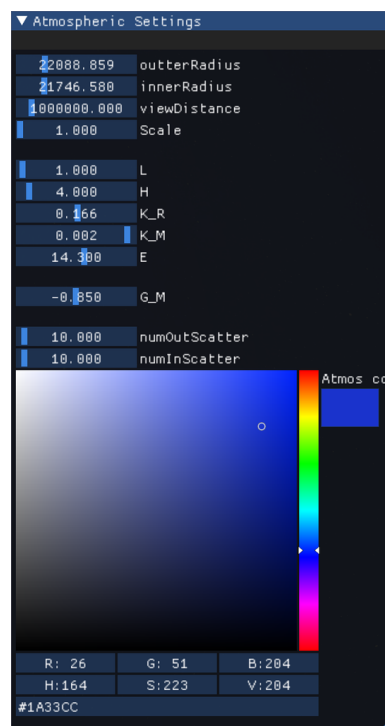 Atmospheric Settings
22088.859 outterRadius
21746.580 innerRadius
1000000.000 viewDistance
1.000 Scale
1.000 L
4.000 H
0.166 K_R
0.002 K_M
14.300 E
-0.850 G_M
10.000 numOutScatter
10.000 numInScatter
Atmos co
R: 26 G: 51 B:204
H:164 S:223 V:204
#1A33CC